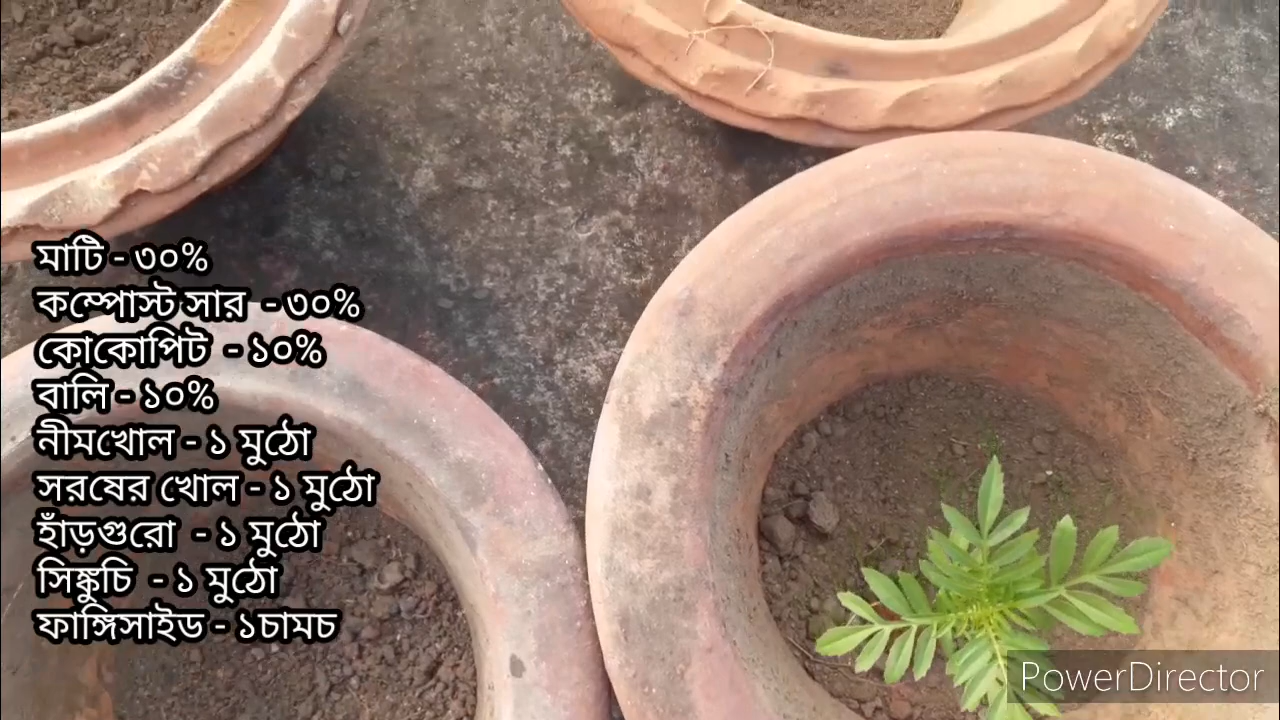 মাটি - ৩০%
কম্পোস্ট সার - ৩০%
কোকোপিট - ১০%
বালি - ১০%
নীমখোল - ১ মুঠো
সরষের খোল - ১ মুঠো
হাঁড়গুরো - ১ মুঠো
সিঙ্কুচি - ১ মুঠো
ফাঙ্গিসাইড - ১চামচ
PowerDirector